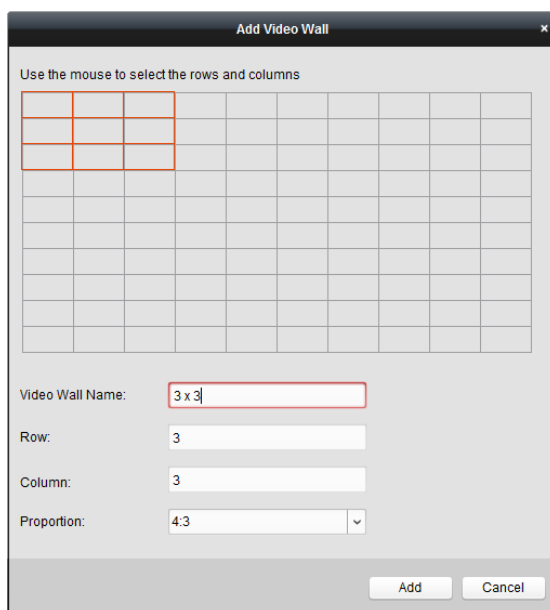 Add Video Wall ×
Use the mouse to select the rows and columns
Video Wall Name: 3 x 3
Row: 3
Column: 3
Proportion: 4:3
Add Cancel